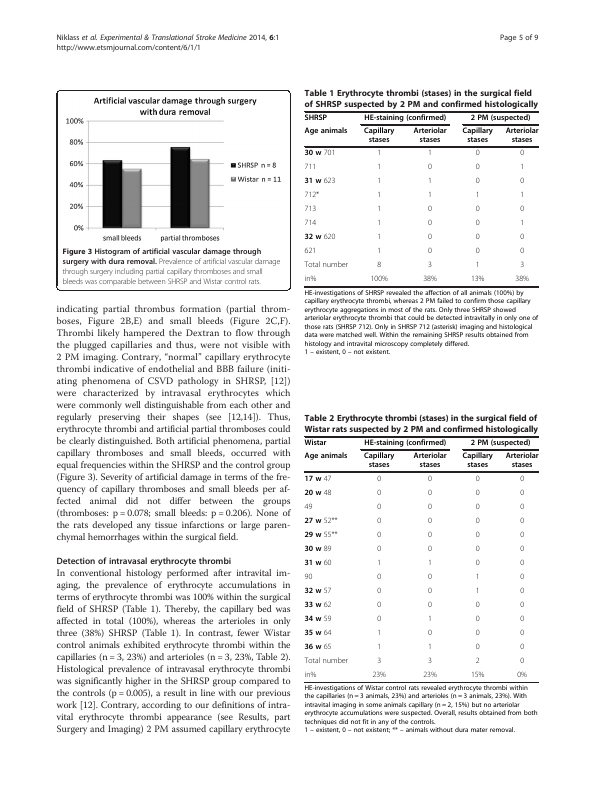 Niklass et al. Experimental & Translational Stroke Medicine 2014, 6:1
Page 5 of 9
http://www.etsmjournal.com/content/6/1/1
Artificial vascular damage through surgery
with dura removal
100%
80%
60%
40%
20%
0%
small bleeds
partial thromboses
SHRSP n = 8
Wistar n = 11
Figure 3 Histogram of artificial vascular damage through
surgery with dura removal. Prevalence of artificial vascular damage
through surgery including partial capillary thromboses and small
bleeds was comparable between SHRSP and Wistar control rats.
indicating partial thrombus formation (partial throm-
boses, Figure 2B,E) and small bleeds (Figure 2C,F).
Thrombi likely hampered the Dextran to flow through
the plugged capillaries and thus, were not visible with
2 PM imaging. Contrary, “normal” capillary erythrocyte
thrombi indicative of endothelial and BBB failure (initi-
ating phenomena of CSVD pathology in SHRSP, [12])
were characterized by intravasal erythrocytes which
were commonly well distinguishable from each other and
regularly preserving their shapes (see [12,14]). Thus,
erythrocyte thrombi and artificial partial thromboses could
be clearly distinguished. Both artificial phenomena, partial
capillary thromboses and small bleeds, occurred with
equal frequencies within the SHRSP and the control group
(Figure 3). Severity of artificial damage in terms of the fre-
quency of capillary thromboses and small bleeds per af-
fected animal did not differ between the groups
(thromboses: p = 0.078; small bleeds: p = 0.206). None of
the rats developed any tissue infarctions or large paren-
chymal hemorrhages within the surgical field.
Detection of intravasal erythrocyte thrombi
In conventional histology performed after intravital im-
aging, the prevalence of erythrocyte accumulations in
terms of erythrocyte thrombi was 100% within the surgical
field of SHRSP (Table 1). Thereby, the capillary bed was
affected in total (100%), whereas the arterioles in only
three (38%) SHRSP (Table 1). In contrast, fewer Wistar
control animals exhibited erythrocyte thrombi within the
capillaries (n = 3, 23%) and arterioles (n = 3, 23%, Table 2).
Histological prevalence of intravasal erythrocyte thrombi
was significantly higher in the SHRSP group compared to
the controls (p = 0.005), a result in line with our previous
work [12]. Contrary, according to our definitions of intra-
vital erythrocyte thrombi appearance (see Results, part
Surgery and Imaging) 2 PM assumed capillary erythrocyte
Table 1 Erythrocyte thrombi (stases) in the surgical field
of SHRSP suspected by 2 PM and confirmed histologically
SHRSP HE-staining (confirmed) 2 PM (suspected)
Age animals Capillary Arteriolar Capillary Arteriolar
stases stases stases stases
30 w 701 1 1 0 0
711 1 0 0 1
31 w 623 1 1 0 0
712* 1 1 1 1
713 1 0 0 0
714 1 0 0 1
32 w 620 1 0 0 0
621 1 0 0 0
Total number 8 3 1 3
in% 100% 38% 13% 38%
HE-investigations of SHRSP revealed the affection of all animals (100%) by
capillary erythrocyte thrombi, whereas 2 PM failed to confirm those capillary
erythrocyte aggregations in most of the rats. Only three SHRSP showed
arteriolar erythrocyte thrombi that could be detected intravitally in only one of
those rats (SHRSP 712). Only in SHRSP 712 (asterisk) imaging and histological
data were matched well. Within the remaining SHRSP results obtained from
histology and intravital microscopy completely differed.
1 – existent, 0 – not existent.
Table 2 Erythrocyte thrombi (stases) in the surgical field of
Wistar rats suspected by 2 PM and confirmed histologically
Wistar HE-staining (confirmed) 2 PM (suspected)
Age animals Capillary Arteriolar Capillary Arteriolar
stases stases stases stases
17 w 47 0 0 0 0
20 w 48 0 0 0 0
49 0 0 0 0
27 w 52** 0 0 0 0
29 w 55** 0 0 0 0
30 w 89 0 0 0 0
31 w 60 1 1 0 0
90 0 0 1 0
32 w 57 0 0 1 0
33 w 62 0 0 0 0
34 w 59 0 1 0 0
35 w 64 1 0 0 0
36 w 65 1 1 0 0
Total number 3 3 2 0
in% 23% 23% 15% 0%
HE-investigations of Wistar control rats revealed erythrocyte thrombi within
the capillaries (n = 3 animals, 23%) and arterioles (n = 3 animals, 23%). With
intravital imaging in some animals capillary (n = 2, 15%) but no arteriolar
erythrocyte accumulations were suspected. Overall, results obtained from both
techniques did not fit in any of the controls.
1 – existent, 0 – not existent; ** – animals without dura mater removal.